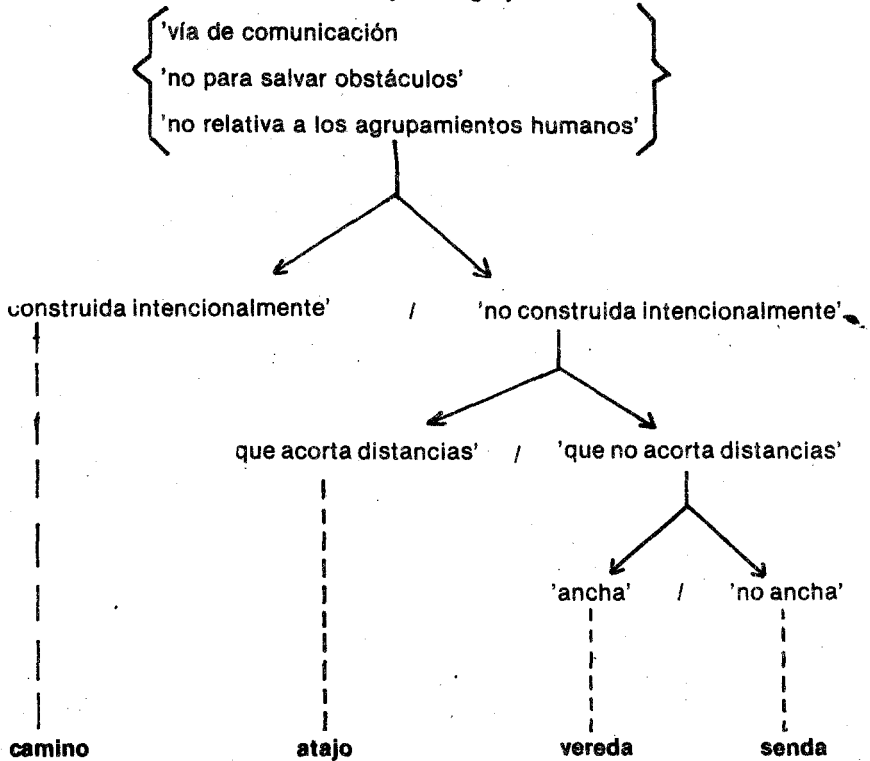 'vía de comunicación
'no para salvar obstáculos'
'no relativa a los agrupamientos humanos'
construida intencionalmente' / 'no construida intencionalmente'
que acorta distancias' / 'que no acorta distancias'
'ancha' / 'no ancha'
camino atajo vereda senda